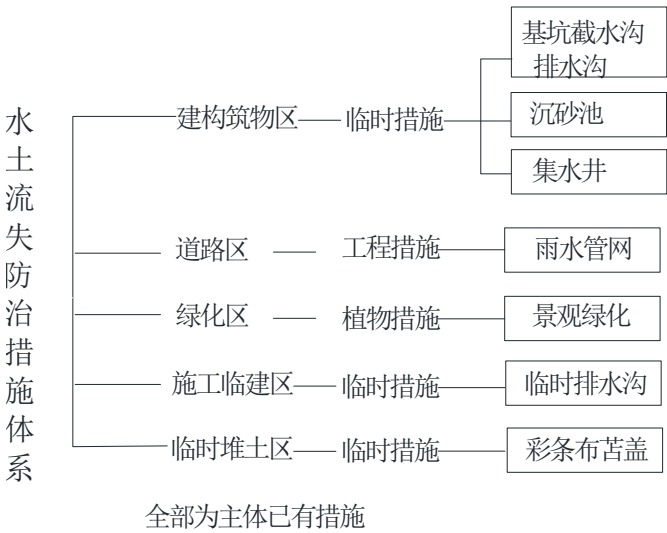 水土流失防治措施体系
建构筑物区
临时措施
基坑截水沟
排水沟
沉砂池
集水井
道路区
工程措施
雨水管网
绿化区
植物措施
景观绿化
施工临建区
临时措施
临时排水沟
临时堆土区
临时措施
彩条布苫盖
全部为主体已有措施